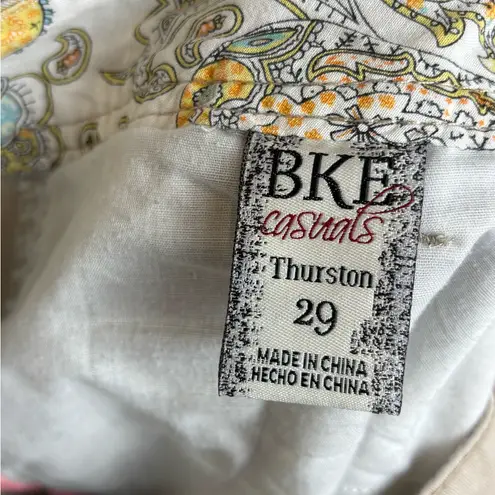 BKE
casuals
Thurston
29
MADE IN CHINA
HECHO EN CHINA